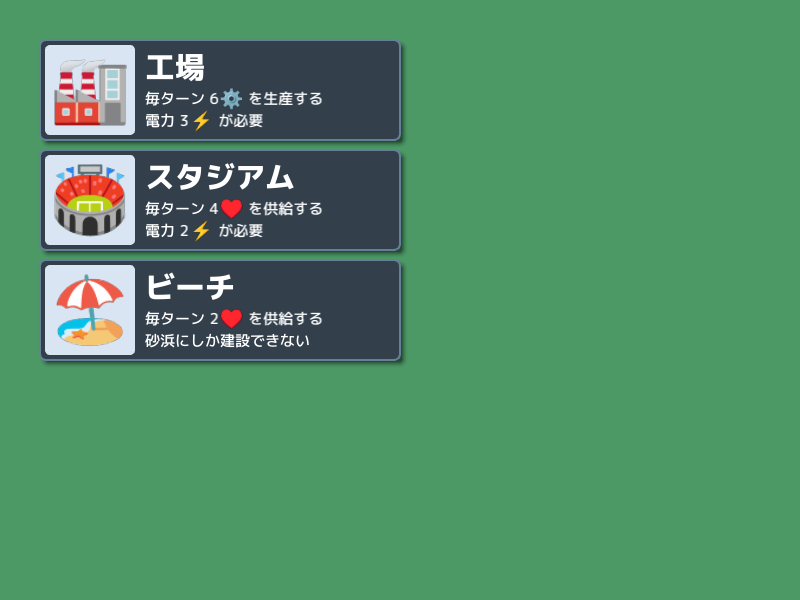 工場
毎ターン 6⚙️ を生産する
電力 3⚡ が必要
スタジアム
毎ターン 4♥️ を供給する
電力 2⚡ が必要
ビーチ
毎ターン 2♥️ を供給する
砂浜にしか建設できない